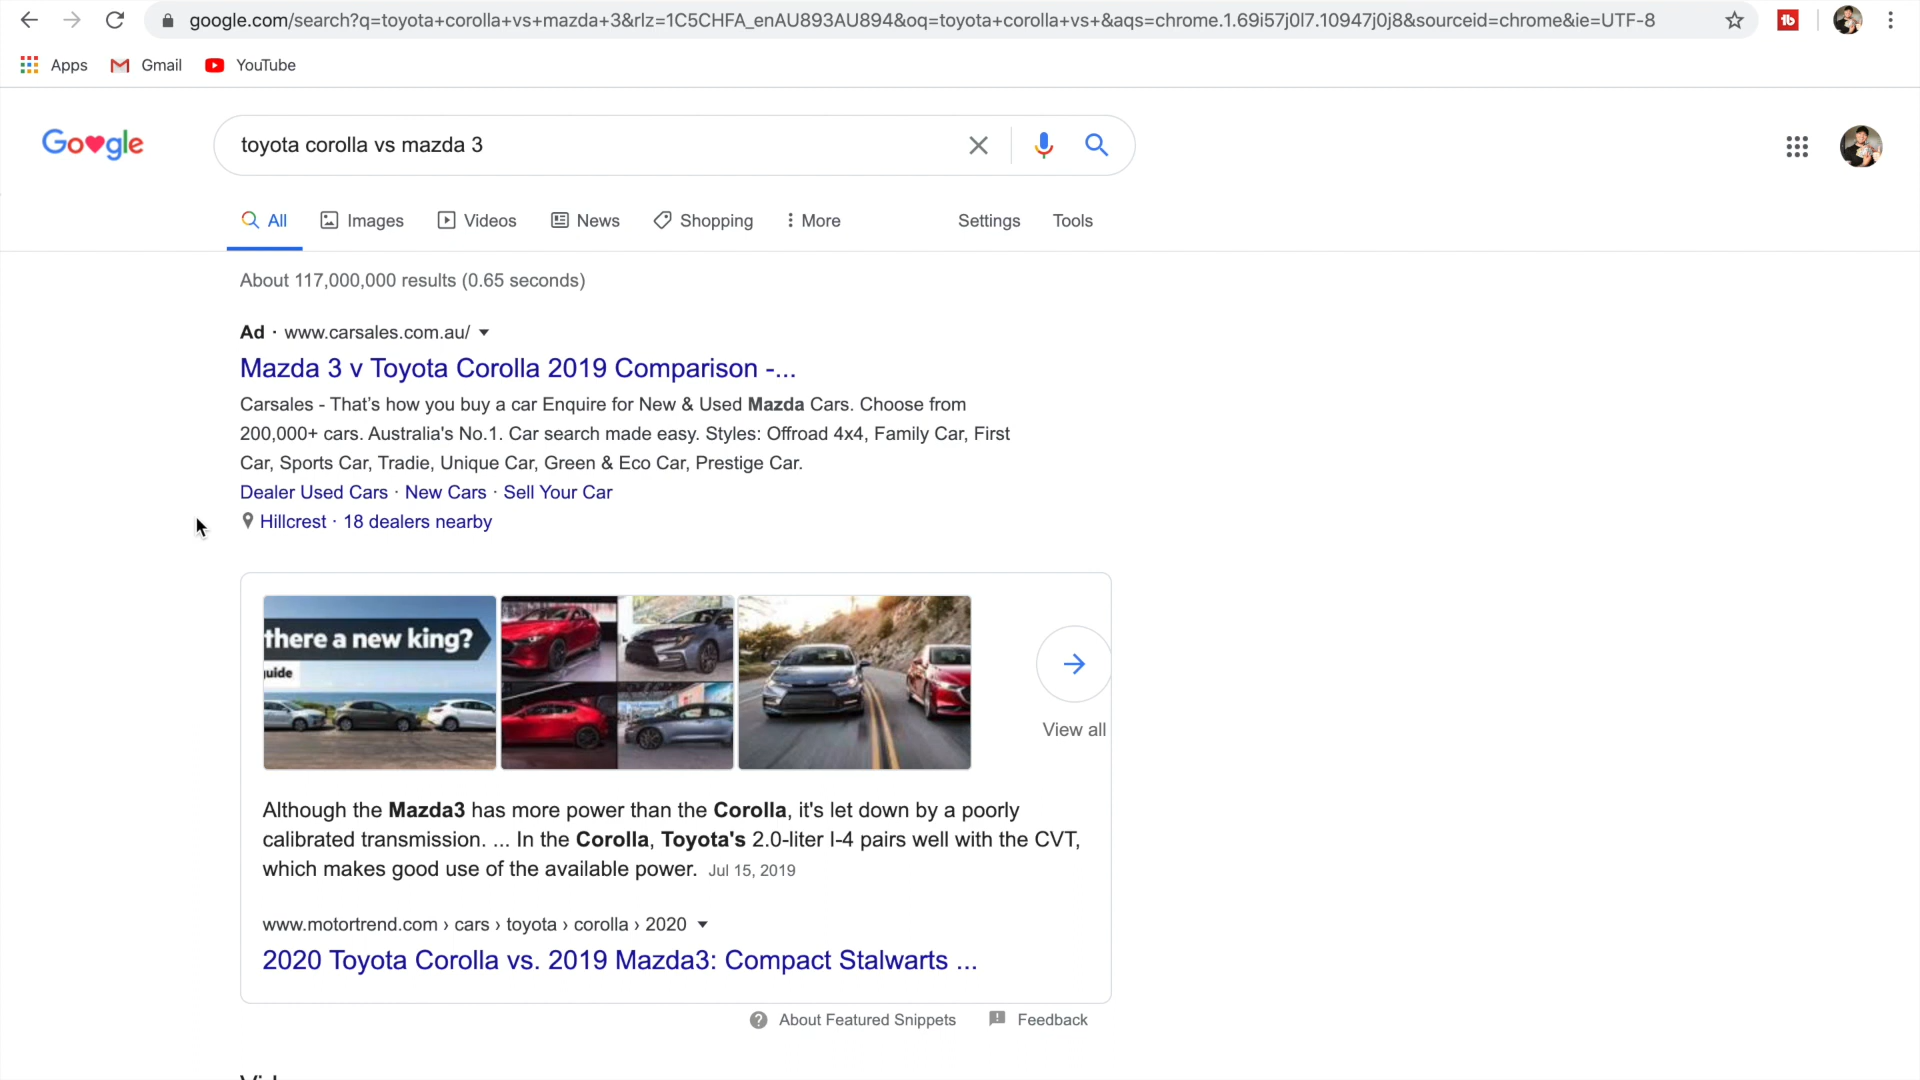 google.com/search?q=toyota+corolla+vs+mazda+3&rlz=1C5CHFA_enAU893AU894&oq=toyota+corolla+vs+&aqs=chrome.1.69i57j0l7.10947j0j8&sourceid=chrome&ie=UTF-8
Apps Gmail YouTube
Google toyota corolla vs mazda 3
All Images Videos News Shopping More Settings Tools
About 117,000,000 results (0.65 seconds)
Ad · www.carsales.com.au/
Mazda 3 v Toyota Corolla 2019 Comparison -...
Carsales - That’s how you buy a car Enquire for New & Used Mazda Cars. Choose from
200,000+ cars. Australia's No.1. Car search made easy. Styles: Offroad 4x4, Family Car, First
Car, Sports Car, Tradie, Unique Car, Green & Eco Car, Prestige Car.
Dealer Used Cars · New Cars · Sell Your Car
Hillcrest · 18 dealers nearby
there a new king?
uide
View all
Although the Mazda3 has more power than the Corolla, it's let down by a poorly
calibrated transmission. ... In the Corolla, Toyota's 2.0-liter I-4 pairs well with the CVT,
which makes good use of the available power. Jul 15, 2019
www.motortrend.com › cars › toyota › corolla › 2020
2020 Toyota Corolla vs. 2019 Mazda3: Compact Stalwarts ...
About Featured Snippets Feedback